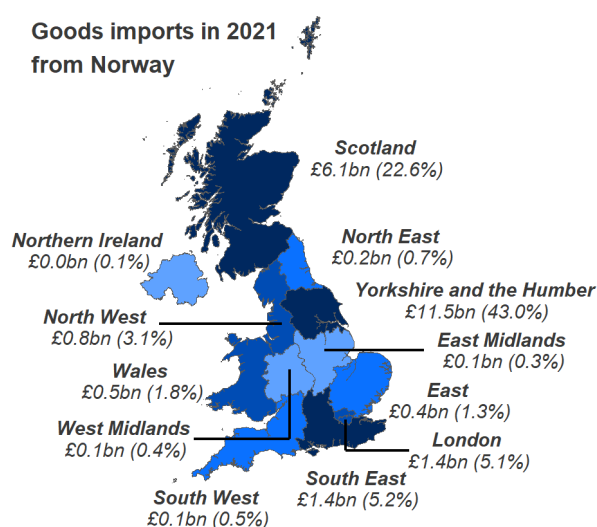 Goods imports in 2021
from Norway
Scotland
£6.1bn (22.6%)
Northern Ireland
£0.0bn (0.1%)
North East
£0.2bn (0.7%)
Yorkshire and the Humber
£11.5bn (43.0%)
North West
£0.8bn (3.1%)
East Midlands
£0.1bn (0.3%)
Wales
£0.5bn (1.8%)
East
£0.4bn (1.3%)
West Midlands
£0.1bn (0.4%)
London
£1.4bn (5.1%)
South East
£1.4bn (5.2%)
South West
£0.1bn (0.5%)